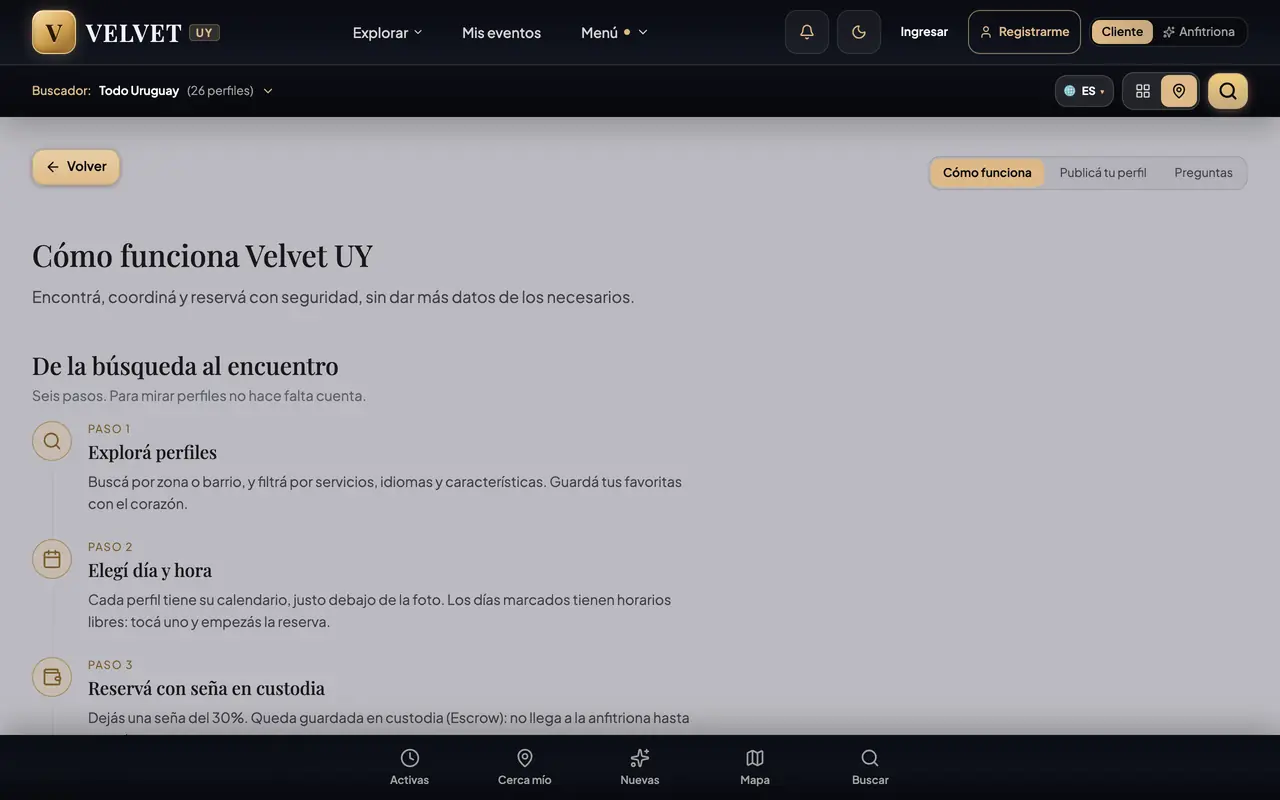 V VELVET UY
Explorar
Mis eventos
Menú
Ingresar
Registrarme
Cliente
Anfitriona
Buscador: Todo Uruguay (26 perfiles)
ES
Volver
Cómo funciona
Publicá tu perfil
Preguntas
Cómo funciona Velvet UY
Encontrá, coordiná y reservá con seguridad, sin dar más datos de los necesarios.
De la búsqueda al encuentro
Seis pasos. Para mirar perfiles no hace falta cuenta.
PASO 1
Explorá perfiles
Buscá por zona o barrio, y filtrá por servicios, idiomas y características. Guardá tus favoritas
con el corazón.
PASO 2
Elegí día y hora
Cada perfil tiene su calendario, justo debajo de la foto. Los días marcados tienen horarios
libres: tocá uno y empezás la reserva.
PASO 3
Reservá con seña en custodia
Dejás una seña del 30%. Queda guardada en custodia (Escrow): no llega a la anfitriona hasta
Activas
Cerca mío
Nuevas
Mapa
Buscar